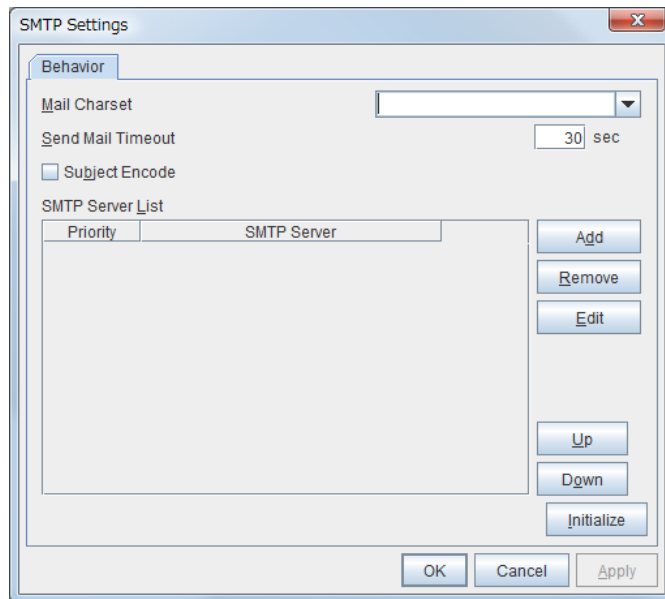 SMTP Settings
Behavior
Mail Charset
Send Mail Timeout 30 sec
Subject Encode
SMTP Server List
Priority SMTP Server
Add
Remove
Edit
Up
Down
Initialize
OK Cancel Apply